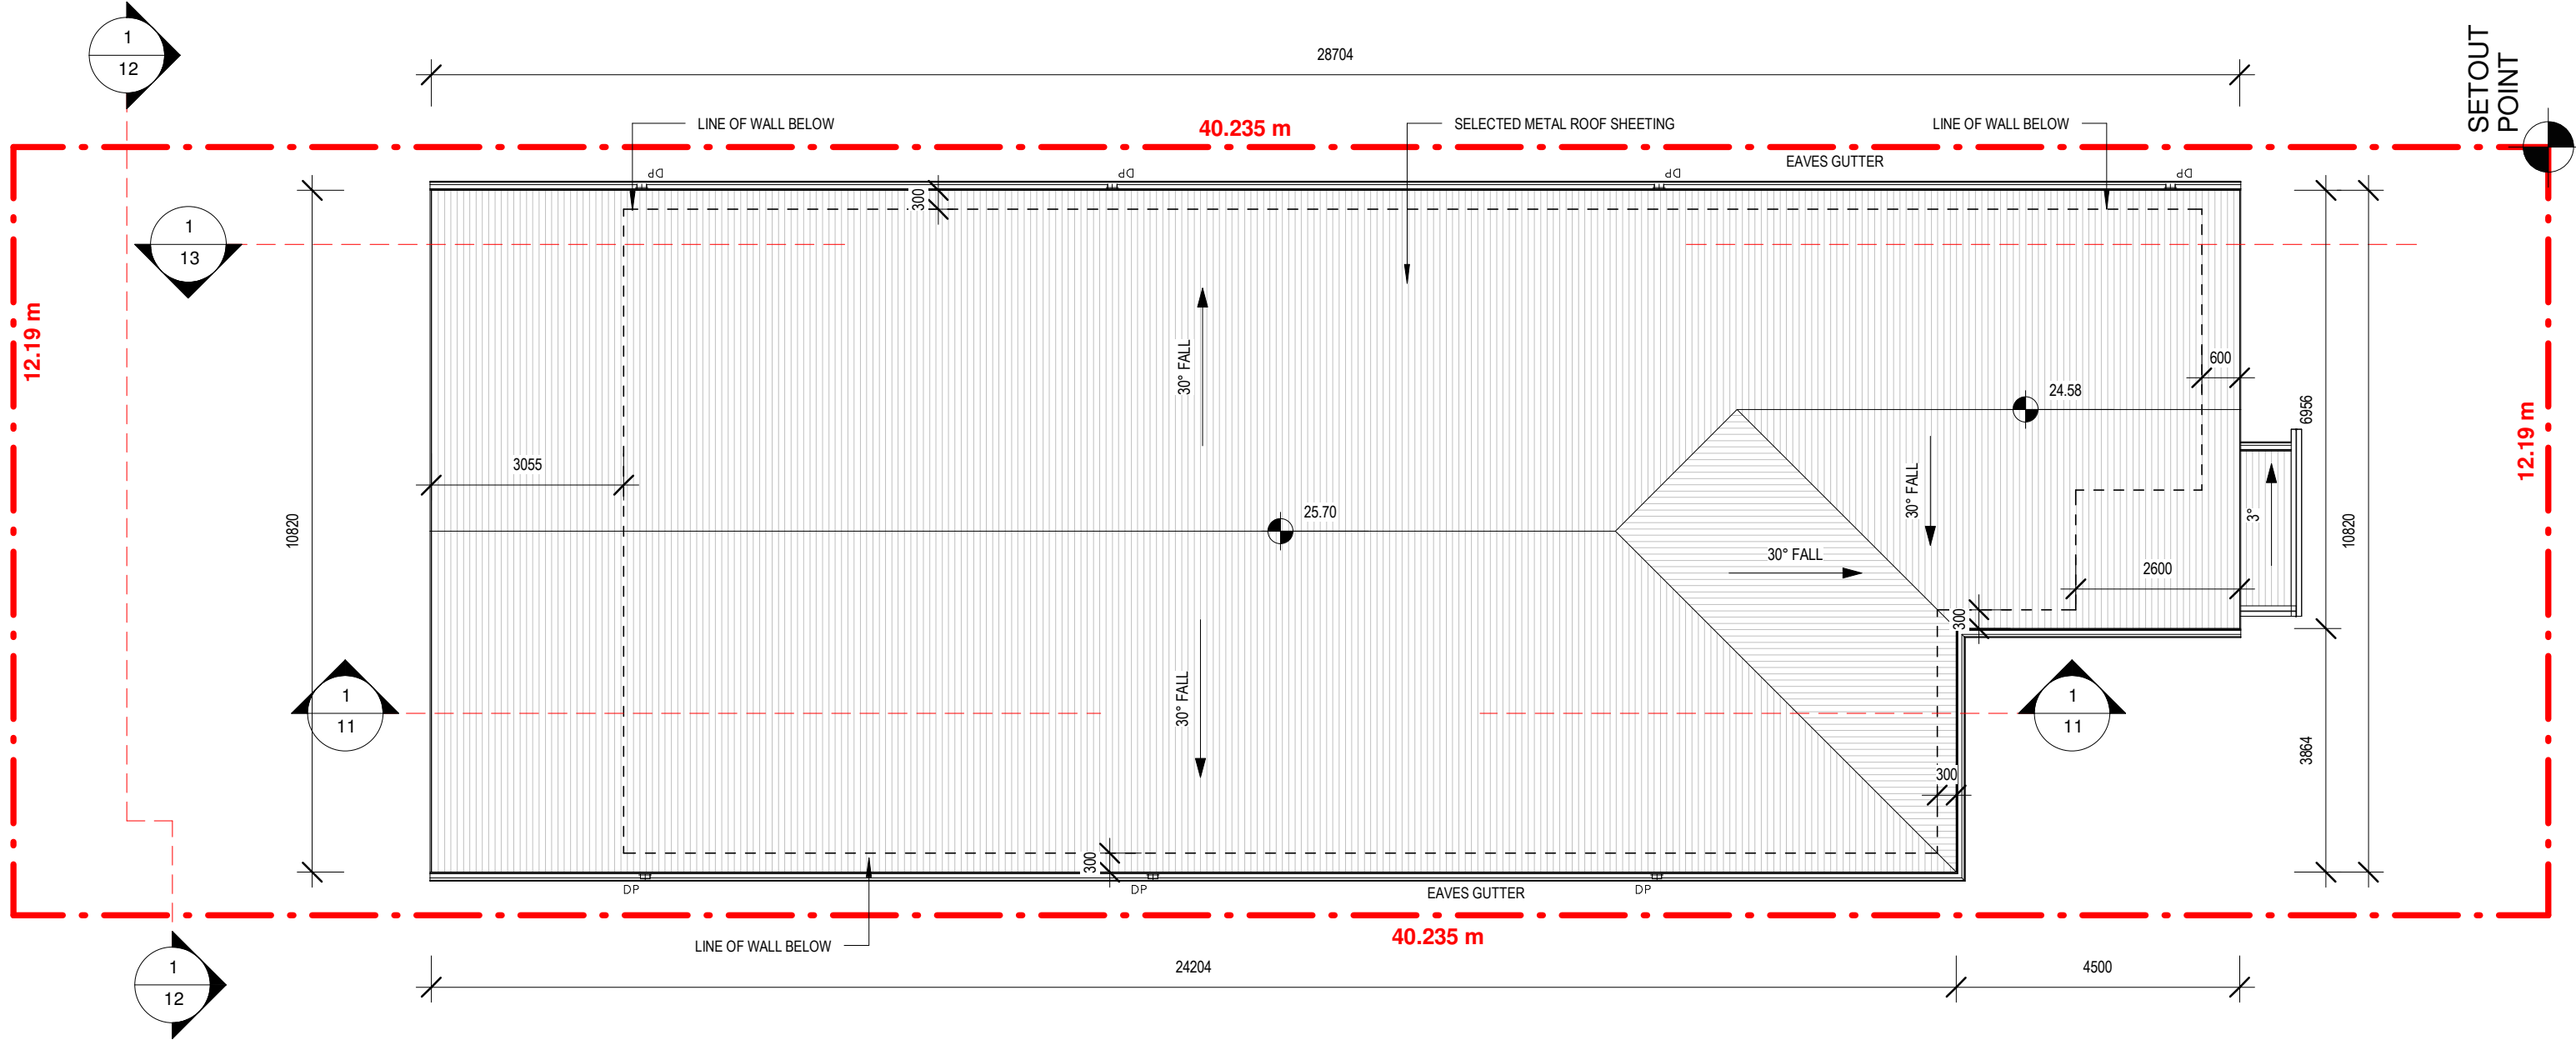 1
12
28704
SETOUT
POINT
LINE OF WALL BELOW
40.235 m
SELECTED METAL ROOF SHEETING
LINE OF WALL BELOW
EAVES GUTTER
DP
DP
DP
DP
300
1
13
12.19 m
30° FALL
600
24.58
6956
12.19 m
3055
30° FALL
3°
10820
25.70
10820
30° FALL
2600
300
1
11
30° FALL
1
11
3864
300
300
DP
DP
DP
EAVES GUTTER
LINE OF WALL BELOW
40.235 m
1
12
24204
4500